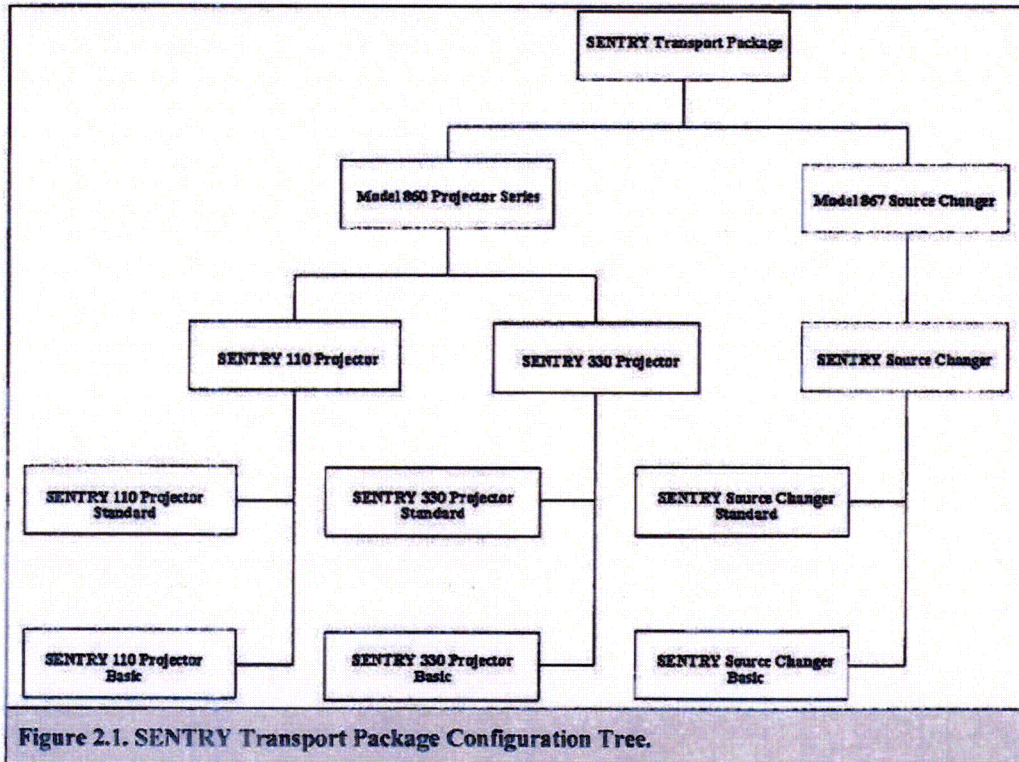 SENTRY Transport Package
Model 860 Projector Series
Model 867 Source Changer
SENTRY 110 Projector
SENTRY 330 Projector
SENTRY Source Changer
SENTRY 110 Projector
Standard
SENTRY 330 Projector
Standard
SENTRY Source Changer
Standard
SENTRY 110 Projector
Basic
SENTRY 330 Projector
Basic
SENTRY Source Changer
Basic
Figure 2.1. SENTRY Transport Package Configuration Tree.